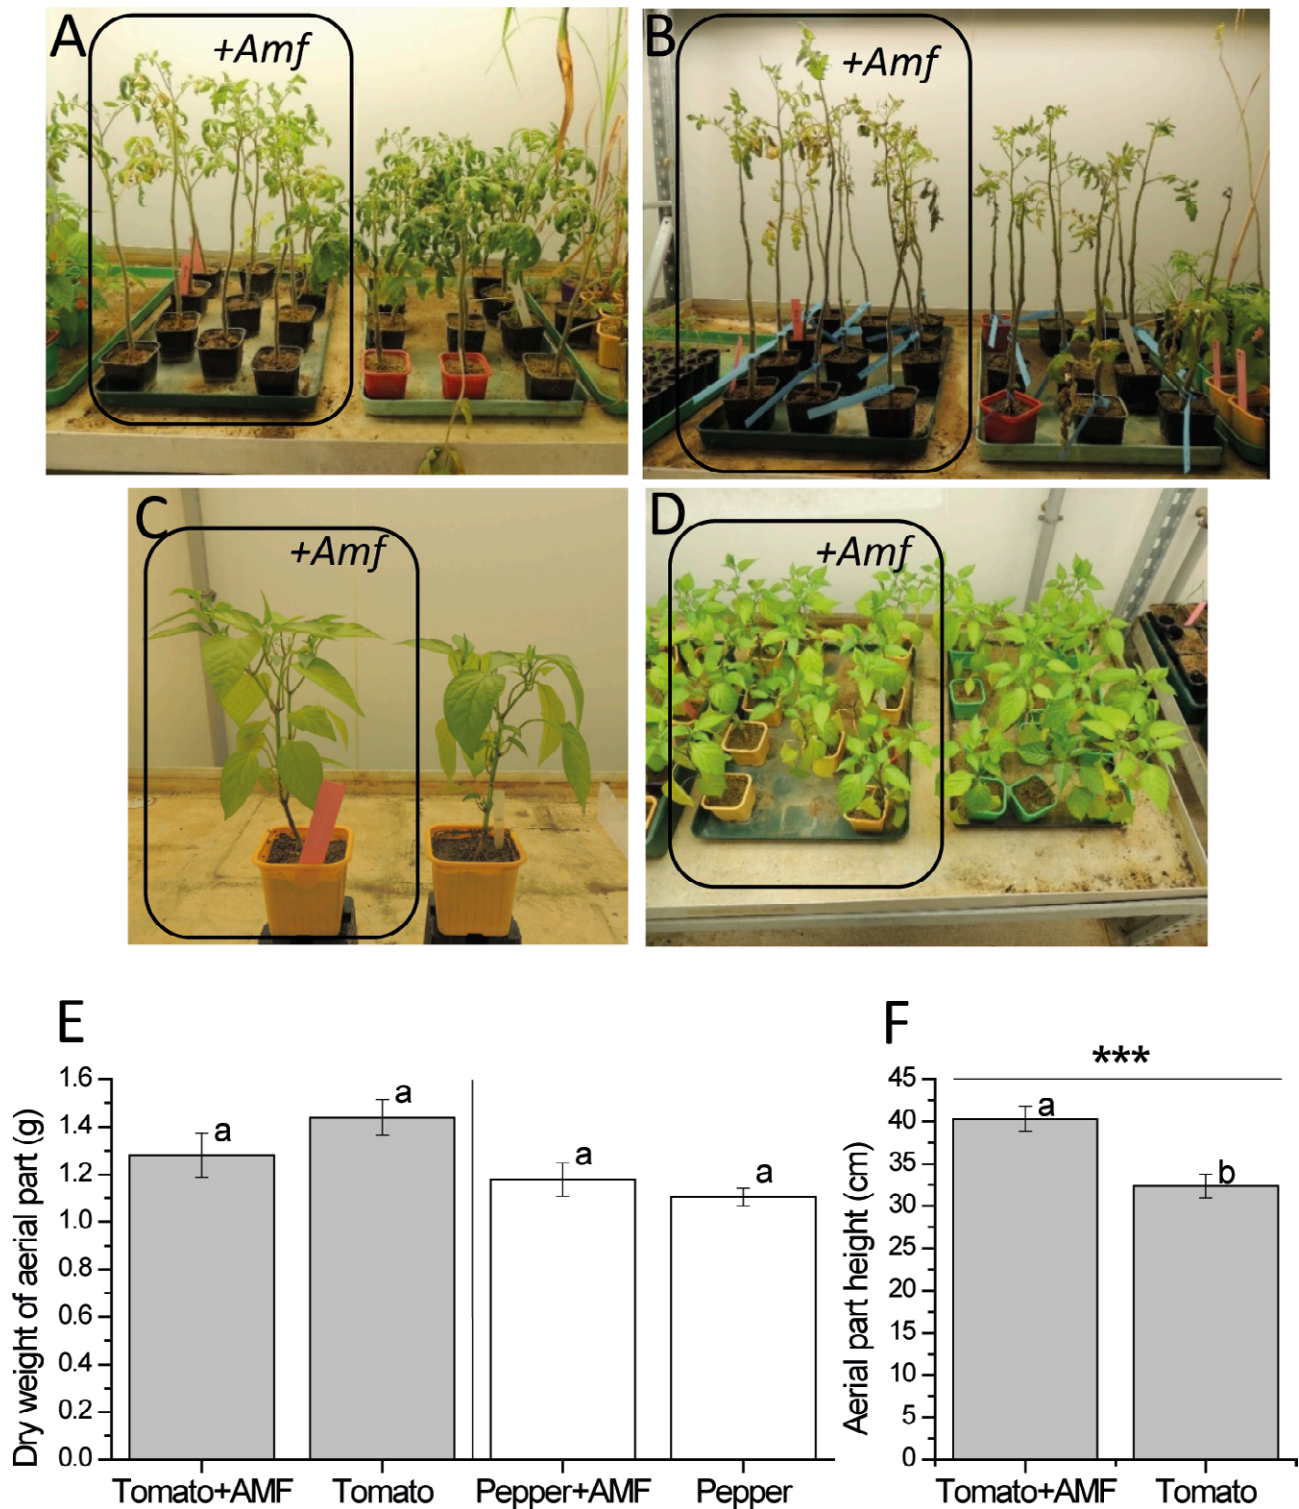 A
+Amf
B
+Amf
C
+Amf
D
+Amf
E
Dry weight of aerial part (g)
1.6
1.4
1.2
1.0
0.8
0.6
0.4
0.2
0.0
a
a
a
a
Tomato+AMF
Tomato
Pepper+AMF
Pepper
F
***
Aerial part height (cm)
45
40
35
30
25
20
15
10
5
0
a
b
Tomato+AMF
Tomato